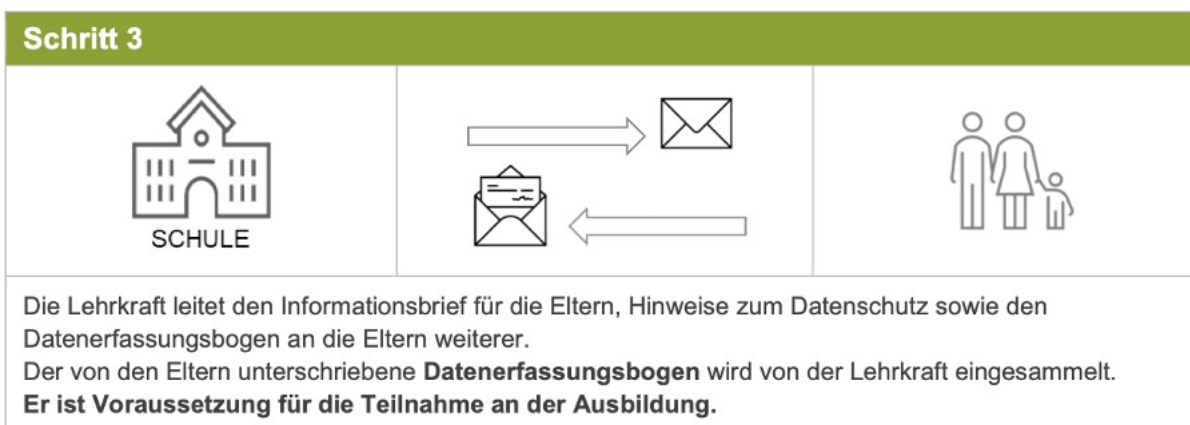 Schritt 3
SCHULE
Die Lehrkraft leitet den Informationsbrief für die Eltern, Hinweise zum Datenschutz sowie den
Datenerfassungsbogen an die Eltern weiterer.
Der von den Eltern unterschriebene Datenerfassungsbogen wird von der Lehrkraft eingesammelt.
Er ist Voraussetzung für die Teilnahme an der Ausbildung.